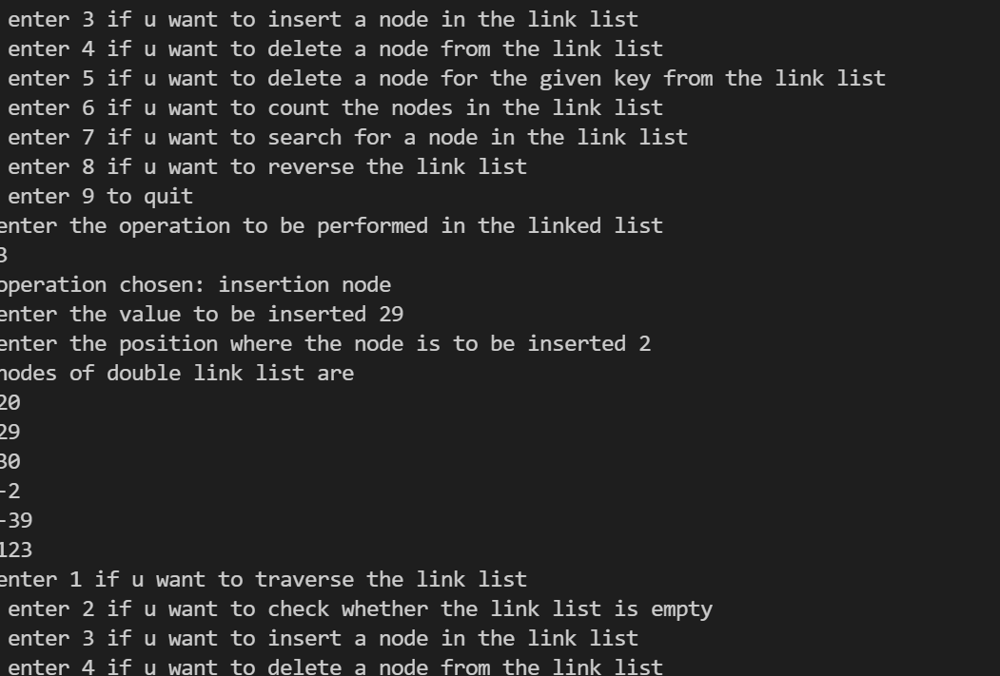 enter 3 if u want to insert a node in the link list
enter 4 if u want to delete a node from the link list
enter 5 if u want to delete a node for the given key from the link list
enter 6 if u want to count the nodes in the link list
enter 7 if u want to search for a node in the link list
enter 8 if u want to reverse the link list
enter 9 to quit
enter the operation to be performed in the linked list
3
operation chosen: insertion node
enter the value to be inserted 29
enter the position where the node is to be inserted 2
nodes of double link list are
20
29
30
-2
-39
123
enter 1 if u want to traverse the link list
enter 2 if u want to check whether the link list is empty
enter 3 if u want to insert a node in the link list
enter 4 if u want to delete a node from the link list